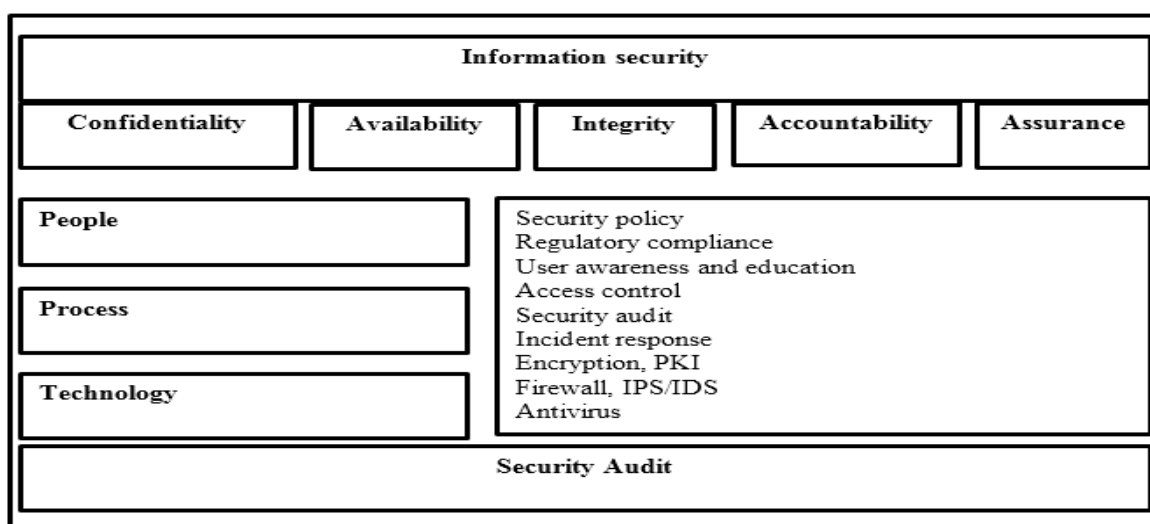 Information security
Confidentiality
Availability
Integrity
Accountability
Assurance
People
Process
Technology
Security policy
Regulatory compliance
User awareness and education
Access control
Security audit
Incident response
Encryption, PKI
Firewall, IPS/IDS
Antivirus
Security Audit